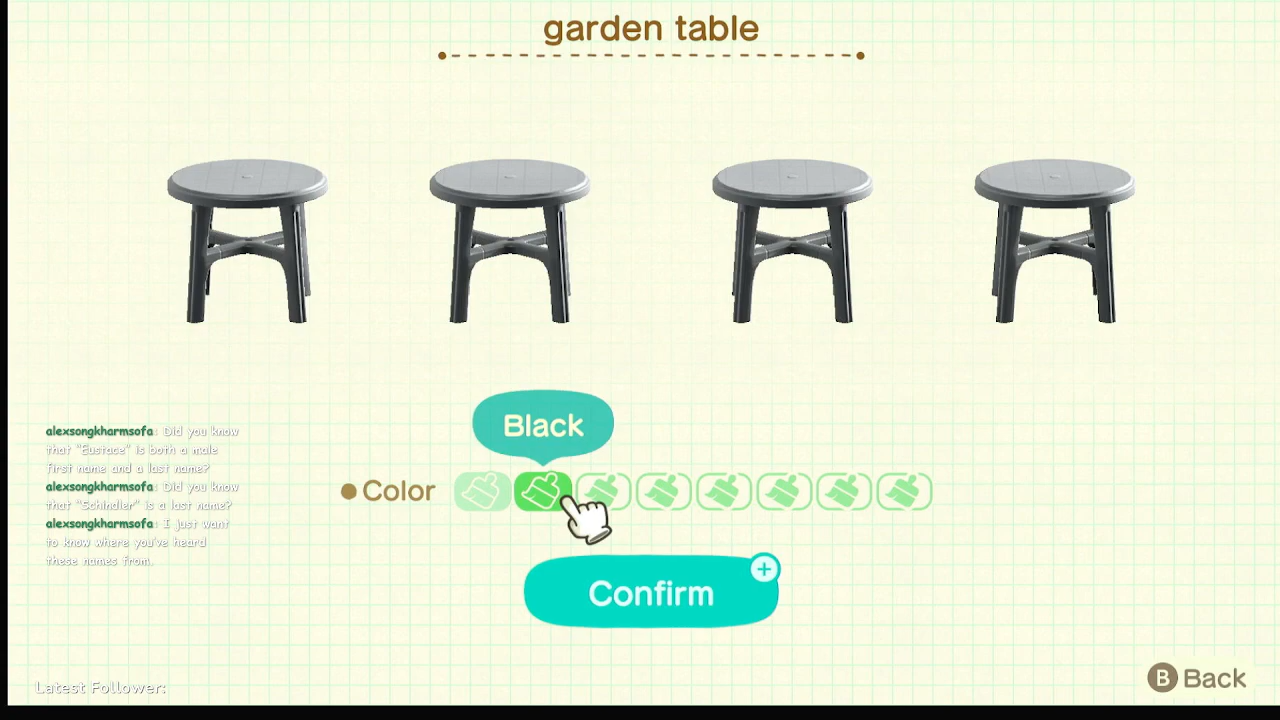 garden table
Black
Color
alexsongkharmsofa: Did you know
that "Eustace" is both a male
first name and a last name?
alexsongkharmsofa: Did you know
that "Schindler" is a last name?
alexsongkharmsofa: I just want
to know where you've heard
these names from.
Confirm
Latest Follower:
B Back